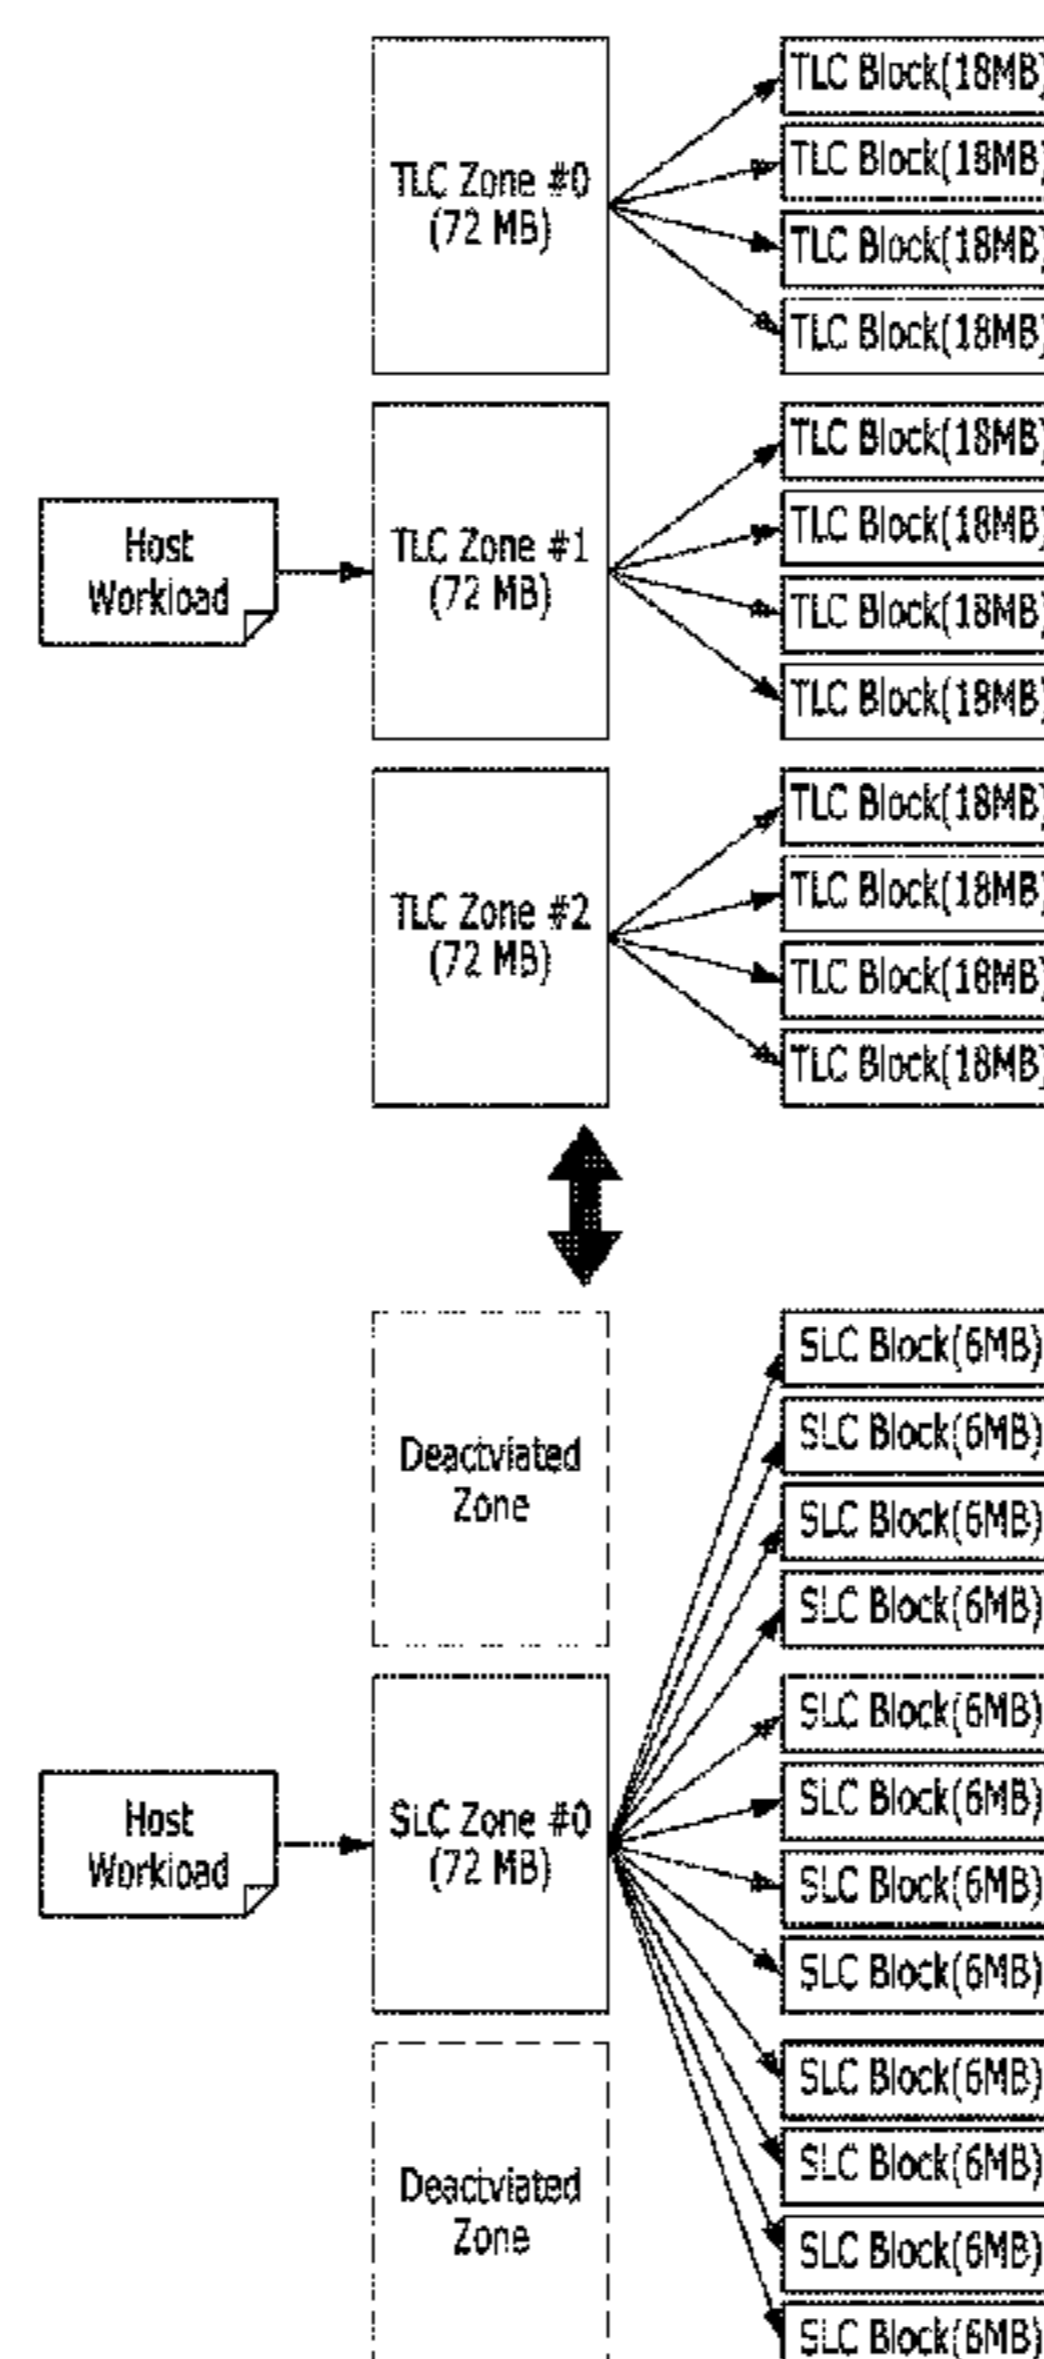 TLC Zone #0
(72 MB)
TLC Block(18MB)
TLC Block(18MB)
TLC Block(18MB)
TLC Block(18MB)
Host
Workload
TLC Zone #1
(72 MB)
TLC Block(18MB)
TLC Block(18MB)
TLC Block(18MB)
TLC Block(18MB)
TLC Zone #2
(72 MB)
TLC Block(18MB)
TLC Block(18MB)
TLC Block(18MB)
TLC Block(18MB)
Deactviated
Zone
SLC Block(6MB)
SLC Block(6MB)
SLC Block(6MB)
SLC Block(6MB)
Host
Workload
SLC Zone #0
(72 MB)
SLC Block(6MB)
SLC Block(6MB)
SLC Block(6MB)
SLC Block(6MB)
Deactviated
Zone
SLC Block(6MB)
SLC Block(6MB)
SLC Block(6MB)
SLC Block(6MB)